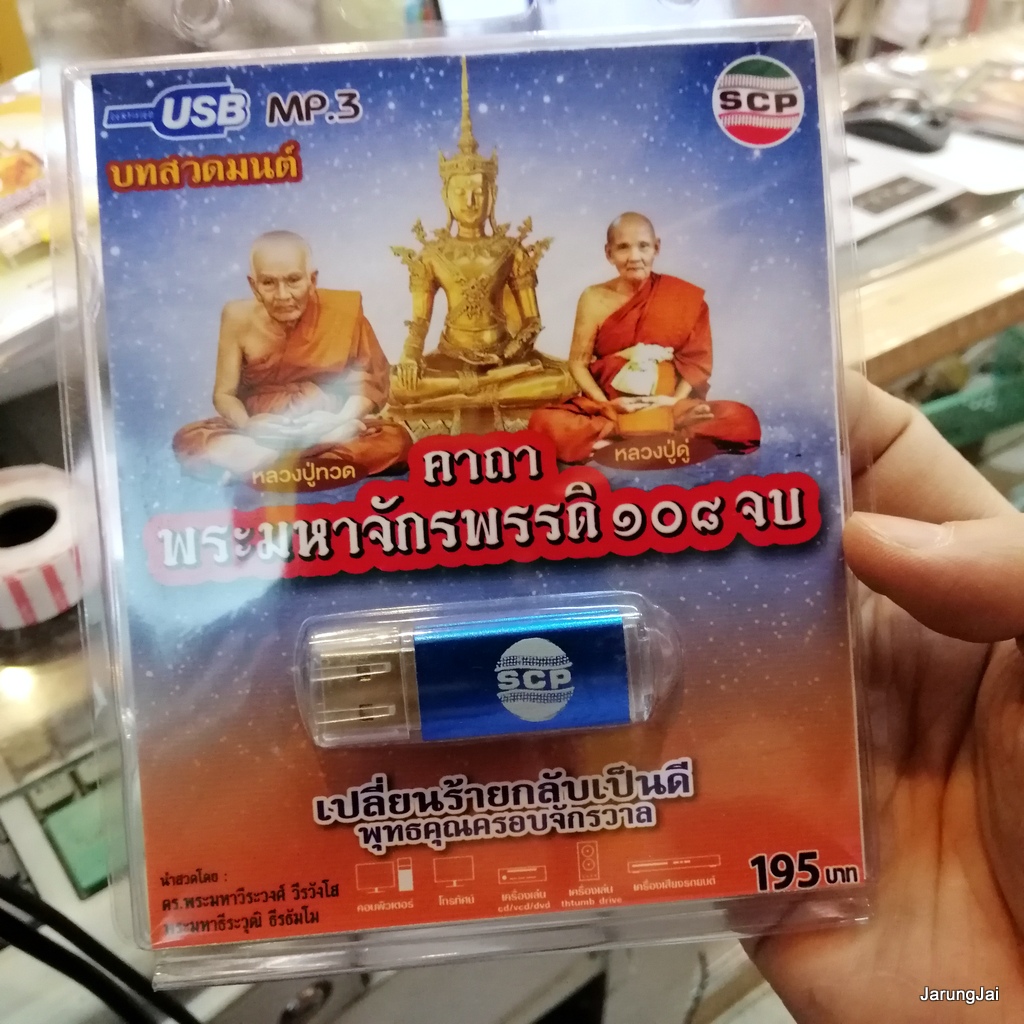 CERTIFIED USB MP.3
SCP
บทสวดมนต์
หลวงปู่ทวด
หลวงปู่ดู่
คาถา
พระมหาจักรพรรดิ ๑๐๘ จบ
SCP
เปลี่ยนร้ายกลับเป็นดี
พุทธคุณครอบจักรวาล
นำสวดโดย :
ดร.พระมหาวีระวงศ์ วีรวังโส
พระมหาธีระวุฒิ ธีรธัมโม
คอมพิวเตอร์
โทรทัศน์
เครื่องเล่น
cd/vcd/dvd
เครื่องเล่น
thtumb drive
เครื่องเสียงรถยนต์
195 บาท
JarungJai